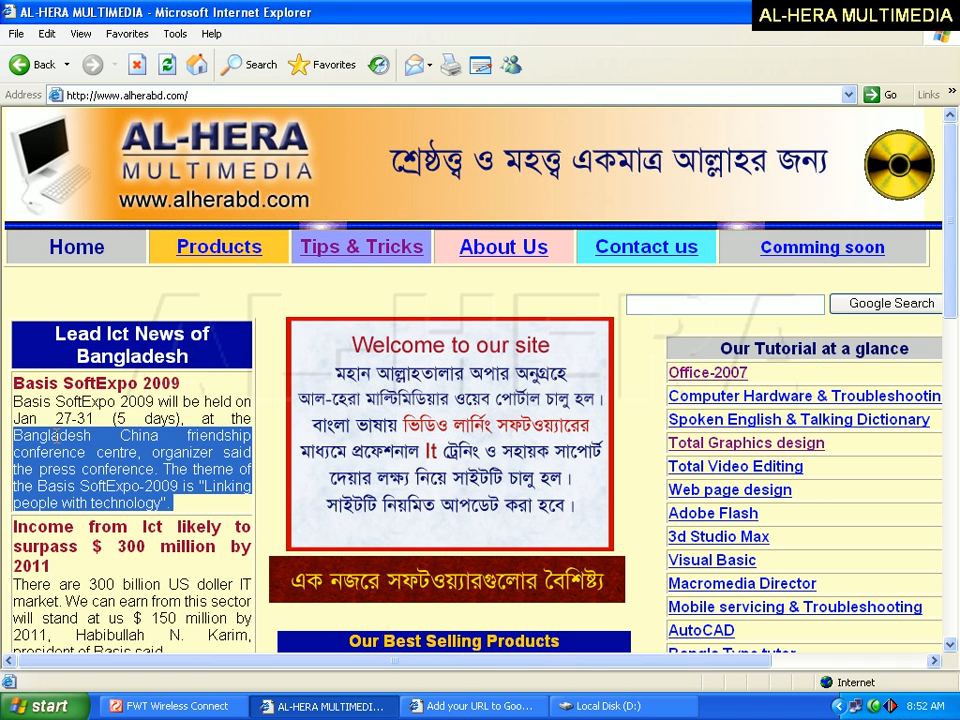 AL-HERA MULTIMEDIA - Microsoft Internet Explorer
AL-HERA MULTIMEDIA
File Edit View Favorites Tools Help
Back Search Favorites
Address http://www.alherabd.com/ Go Links
AL-HERA
MULTIMEDIA
www.alherabd.com
শ্রেষ্ঠত্ব ও মহত্ব একমাত্র আল্লাহর জন্য
Home Products Tips & Tricks About Us Contact us Comming soon
Google Search
AL-HERA
Lead Ict News of
Bangladesh
Basis SoftExpo 2009
Basis SoftExpo 2009 will be held on
Jan 27-31 (5 days), at the
Bangladesh China friendship
conference centre, organizer said
the press conference. The theme of
the Basis SoftExpo-2009 is "Linking
people with technology".
Income from Ict likely to
surpass $ 300 million by
2011
There are 300 billion US doller IT
market. We can earn from this sector
will stand at us $ 150 million by
2011, Habibullah N. Karim,
president of Basis said
Welcome to our site
মহান আল্লাহতালার অপার অনুগ্রহে
আল-হেরা মাল্টিমিডিয়ার ওয়েব পোর্টাল চালু হল।
বাংলা ভাষায় ভিডিও লার্নিং সফটওয়্যারের
মাধ্যমে প্রফেশনাল It ট্রেনিং ও সহায়ক সাপোর্ট
দেয়ার লক্ষ্য নিয়ে সাইটটি চালু হল।
সাইটটি নিয়মিত আপডেট করা হবে।
এক নজরে সফটওয়্যারগুলোর বৈশিষ্ট্য
Our Best Selling Products
Our Tutorial at a glance
Office-2007
Computer Hardware & Troubleshootin
Spoken English & Talking Dictionary
Total Graphics design
Total Video Editing
Web page design
Adobe Flash
3d Studio Max
Visual Basic
Macromedia Director
Mobile servicing & Troubleshooting
AutoCAD
Bangla Type tutor
Internet
start FWT Wireless Connect AL-HERA MULTIMEDI... Add your URL to Goo... Local Disk (D:) 8:52 AM